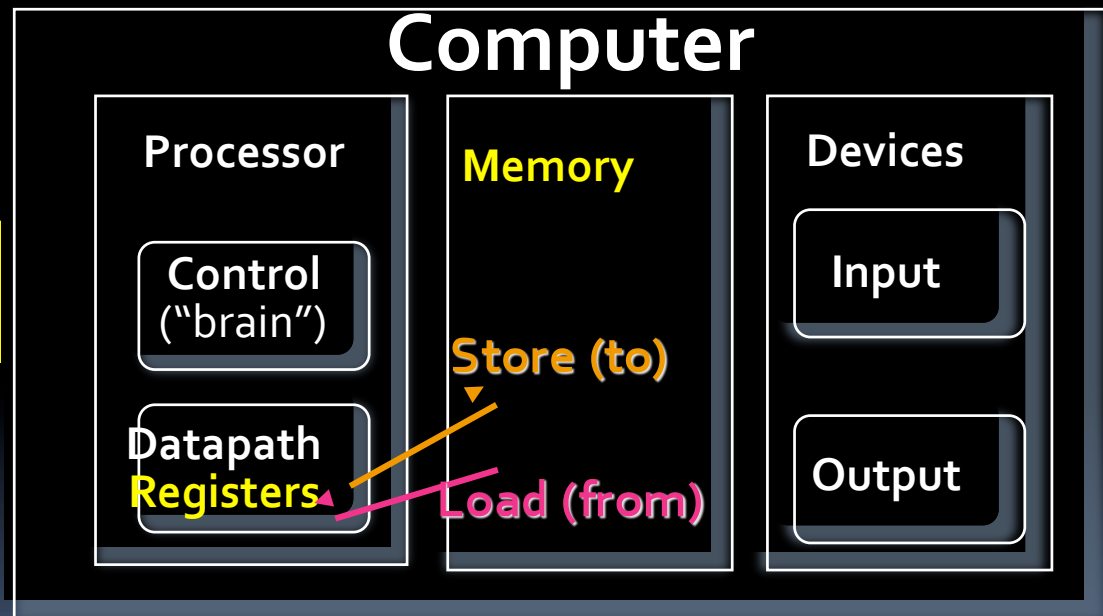 Computer
Processor
Control
(“brain”)
Datapath
Registers
Memory
Store (to)
Load (from)
Devices
Input
Output